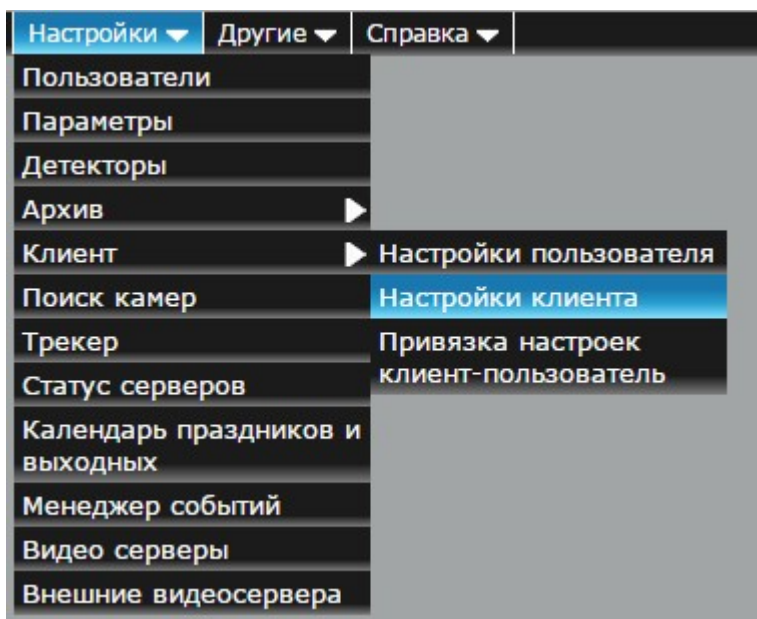 Настройки
Другие
Справка
Пользователи
Параметры
Детекторы
Архив
Клиент
Настройки пользователя
Поиск камер
Настройки клиента
Трекер
Привязка настроек
клиент-пользователь
Статус серверов
Календарь праздников и
выходных
Менеджер событий
Видео серверы
Внешние видеосервера